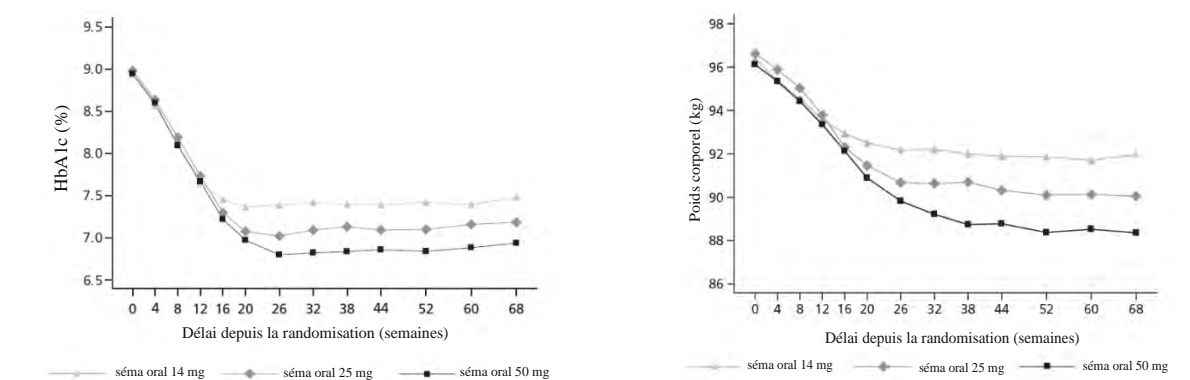 HbA1c (%)
9.5
9.0
8.5
8.0
7.5
7.0
6.5
0 4 8 12 16 20 26 32 38 44 52 60 68
Délai depuis la randomisation (semaines)
séma oral 14 mg séma oral 25 mg séma oral 50 mg
Poids corporel (kg)
98
96
94
92
90
88
86
0 4 8 12 16 20 26 32 38 44 52 60 68
Délai depuis la randomisation (semaines)
séma oral 14 mg séma oral 25 mg séma oral 50 mg